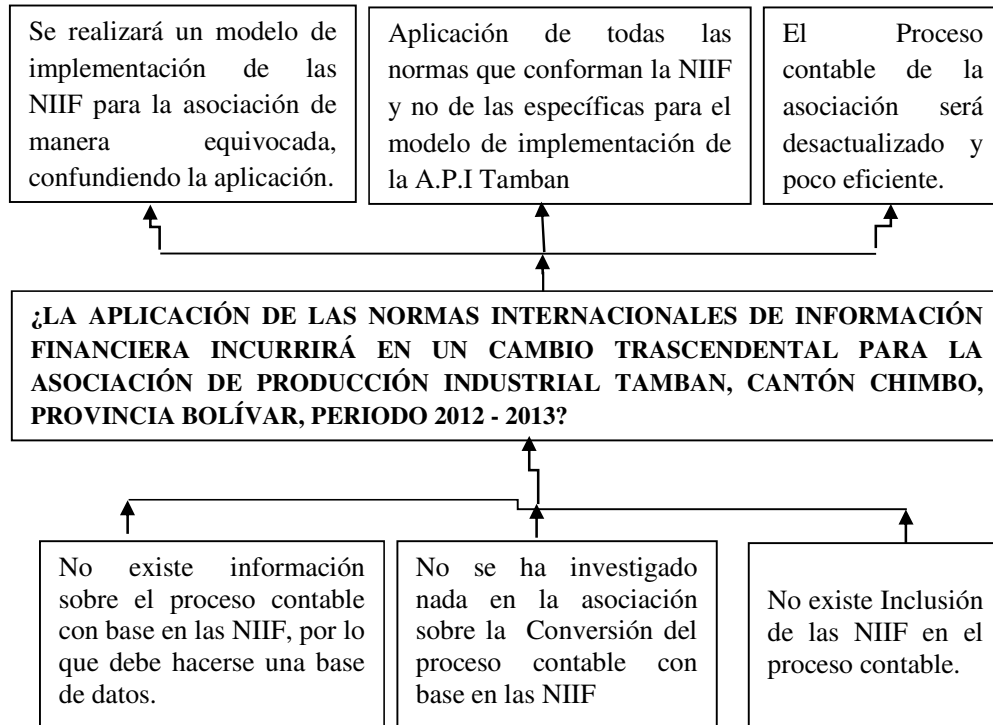 Se realizará un modelo de
implementación de las
NIIF para la asociación de
manera equivocada,
confundiendo la aplicación.
Aplicación de todas las
normas que conforman la NIIF
y no de las específicas para el
modelo de implementación de
la A.P.I Tamban
El Proceso
contable de la
asociación será
desactualizado y
poco eficiente.
¿LA APLICACIÓN DE LAS NORMAS INTERNACIONALES DE INFORMACIÓN
FINANCIERA INCURRIRÁ EN UN CAMBIO TRASCENDENTAL PARA LA
ASOCIACIÓN DE PRODUCCIÓN INDUSTRIAL TAMBAN, CANTÓN CHIMBO,
PROVINCIA BOLÍVAR, PERIODO 2012 - 2013?
No existe información
sobre el proceso contable
con base en las NIIF, por lo
que debe hacerse una base
de datos.
No se ha investigado
nada en la asociación
sobre la Conversión del
proceso contable con
base en las NIIF
No existe Inclusión
de las NIIF en el
proceso contable.